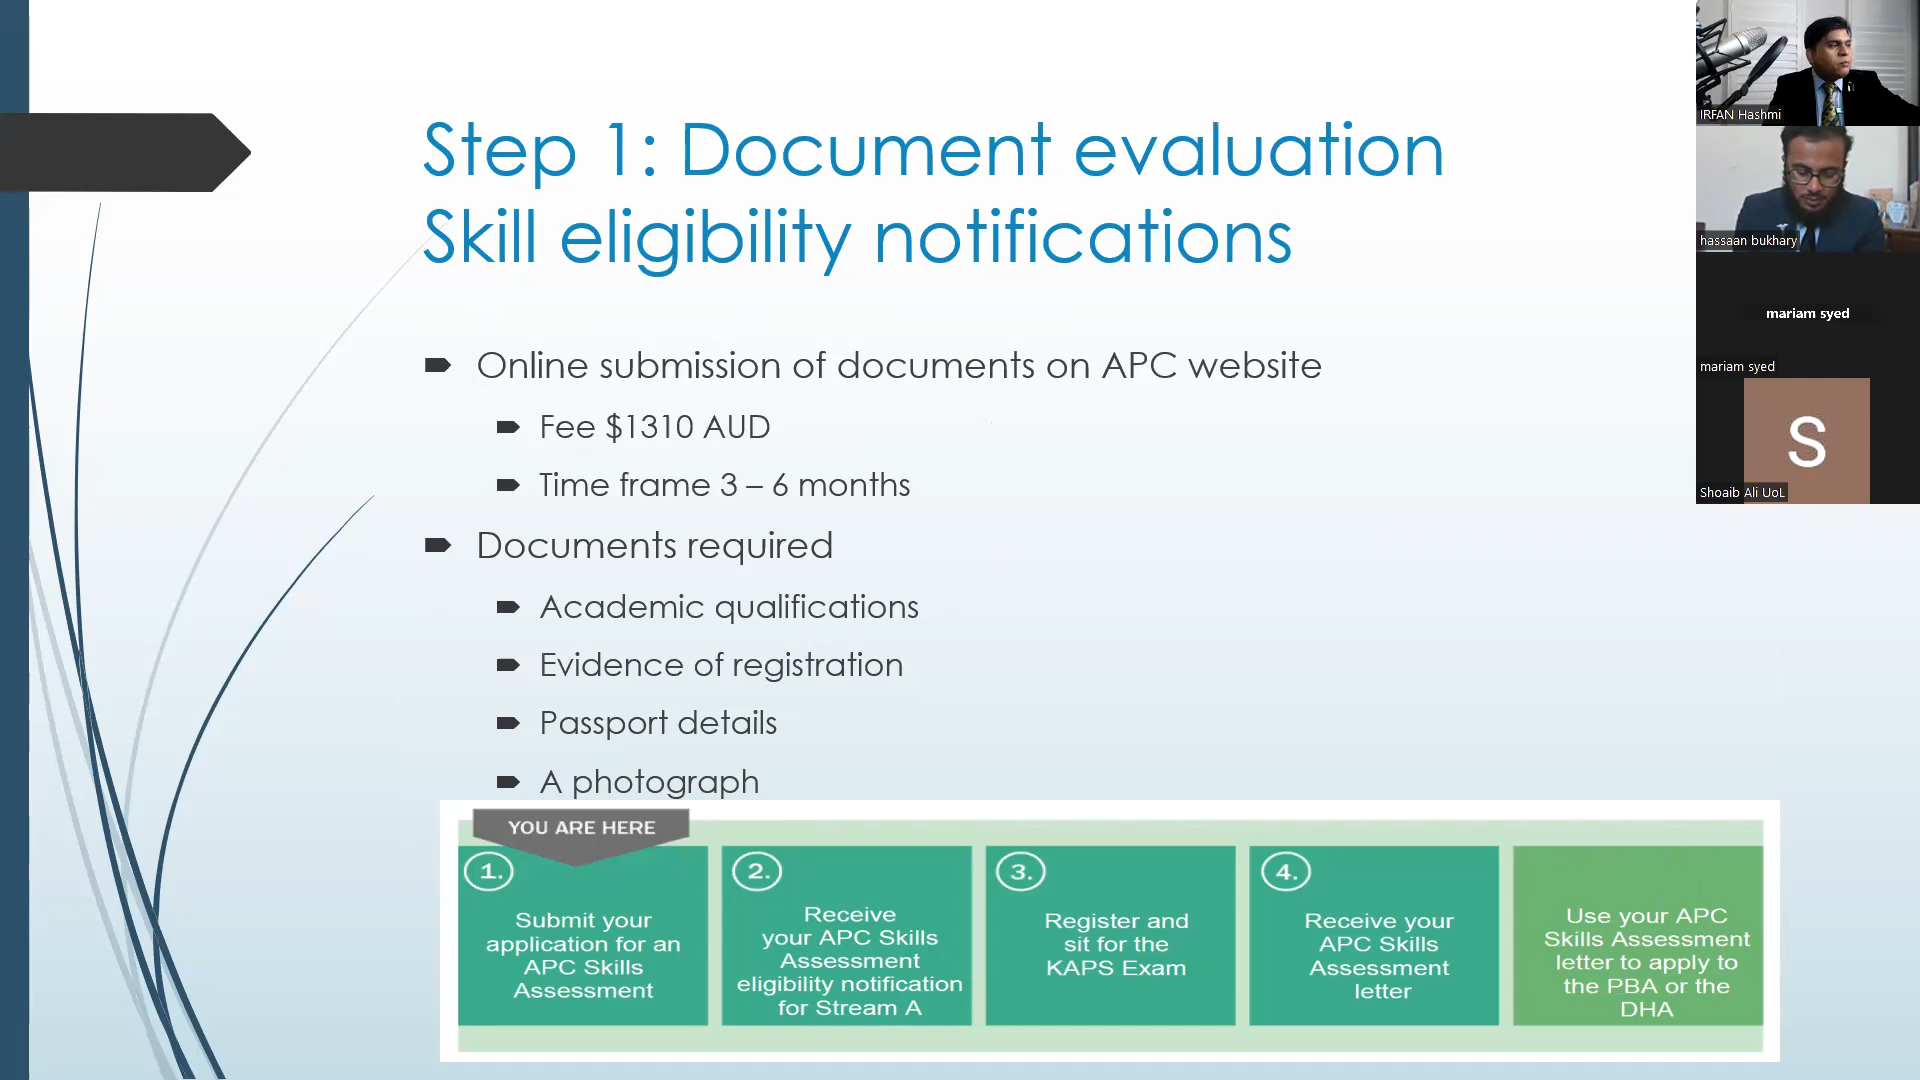 Step 1: Document evaluation
Skill eligibility notifications
Online submission of documents on APC website
Fee $1310 AUD
Time frame 3 – 6 months
Documents required
Academic qualifications
Evidence of registration
Passport details
A photograph
YOU ARE HERE
1.
Submit your
application for an
APC Skills
Assessment
2.
Receive
your APC Skills
Assessment
eligibility notification
for Stream A
3.
Register and
sit for the
KAPS Exam
4.
Receive your
APC Skills
Assessment
letter
Use your APC
Skills Assessment
letter to apply to
the PBA or the
DHA
IRFAN Hashmi
hassaan bukhary
mariam syed
mariam syed
S
Shoaib Ali UoL